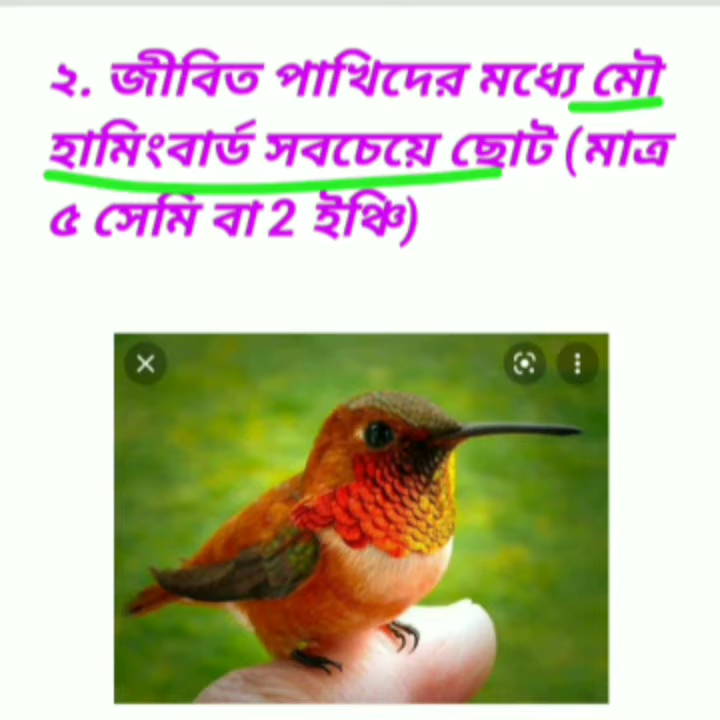 ২. জীবিত পাখিদের মধ্যে মৌ
হামিংবার্ড সবচেয়ে ছোট (মাত্র
৫ সেমি বা 2 ইঞ্চি)